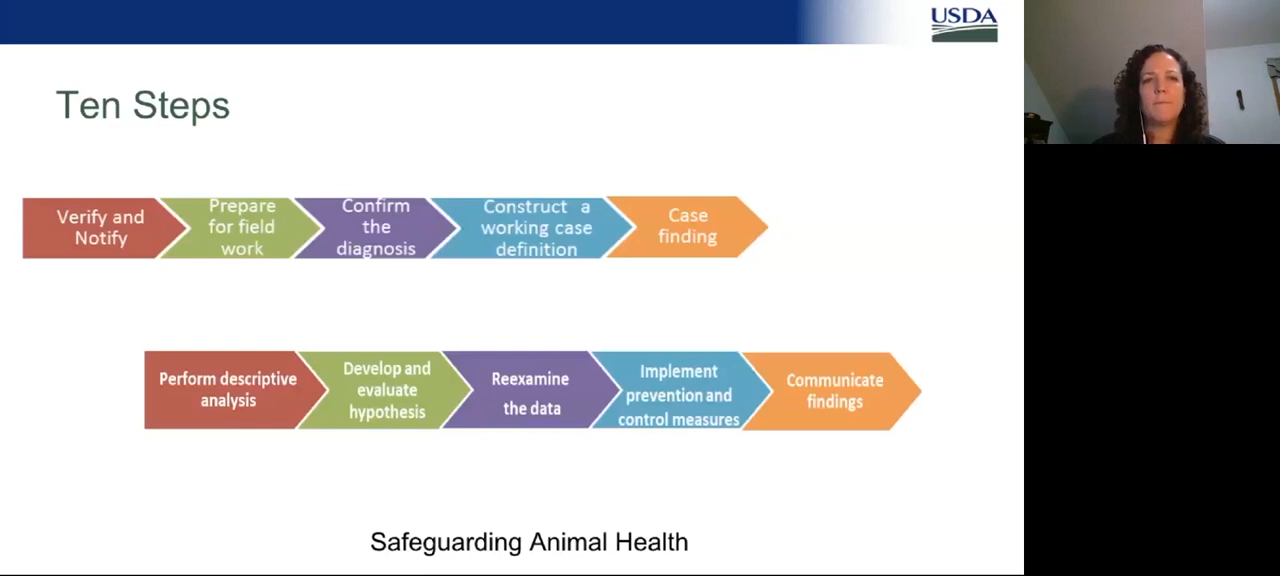 USDA
Ten Steps
Verify and
Notify
Prepare
for field
work
Confirm
the
diagnosis
Construct a
working case
definition
Case
finding
Perform descriptive
analysis
Develop and
evaluate
hypothesis
Reexamine
the data
Implement
prevention and
control measures
Communicate
findings
Safeguarding Animal Health